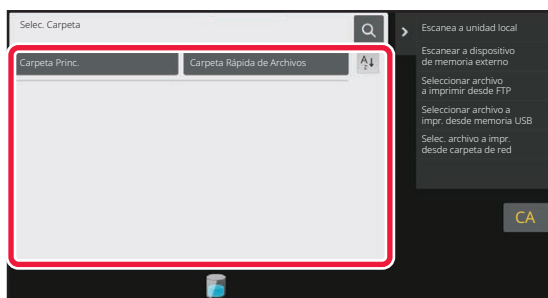 Selec. Carpeta
Carpeta Princ.
Carpeta Rápida de Archivos
A
Z
Escanea a unidad local
Escanear a dispositivo
de memoria externo
Seleccionar archivo
a imprimir desde FTP
Seleccionar archivo a
impr. desde memoria USB
Selec. archivo a impr.
desde carpeta de red
CA